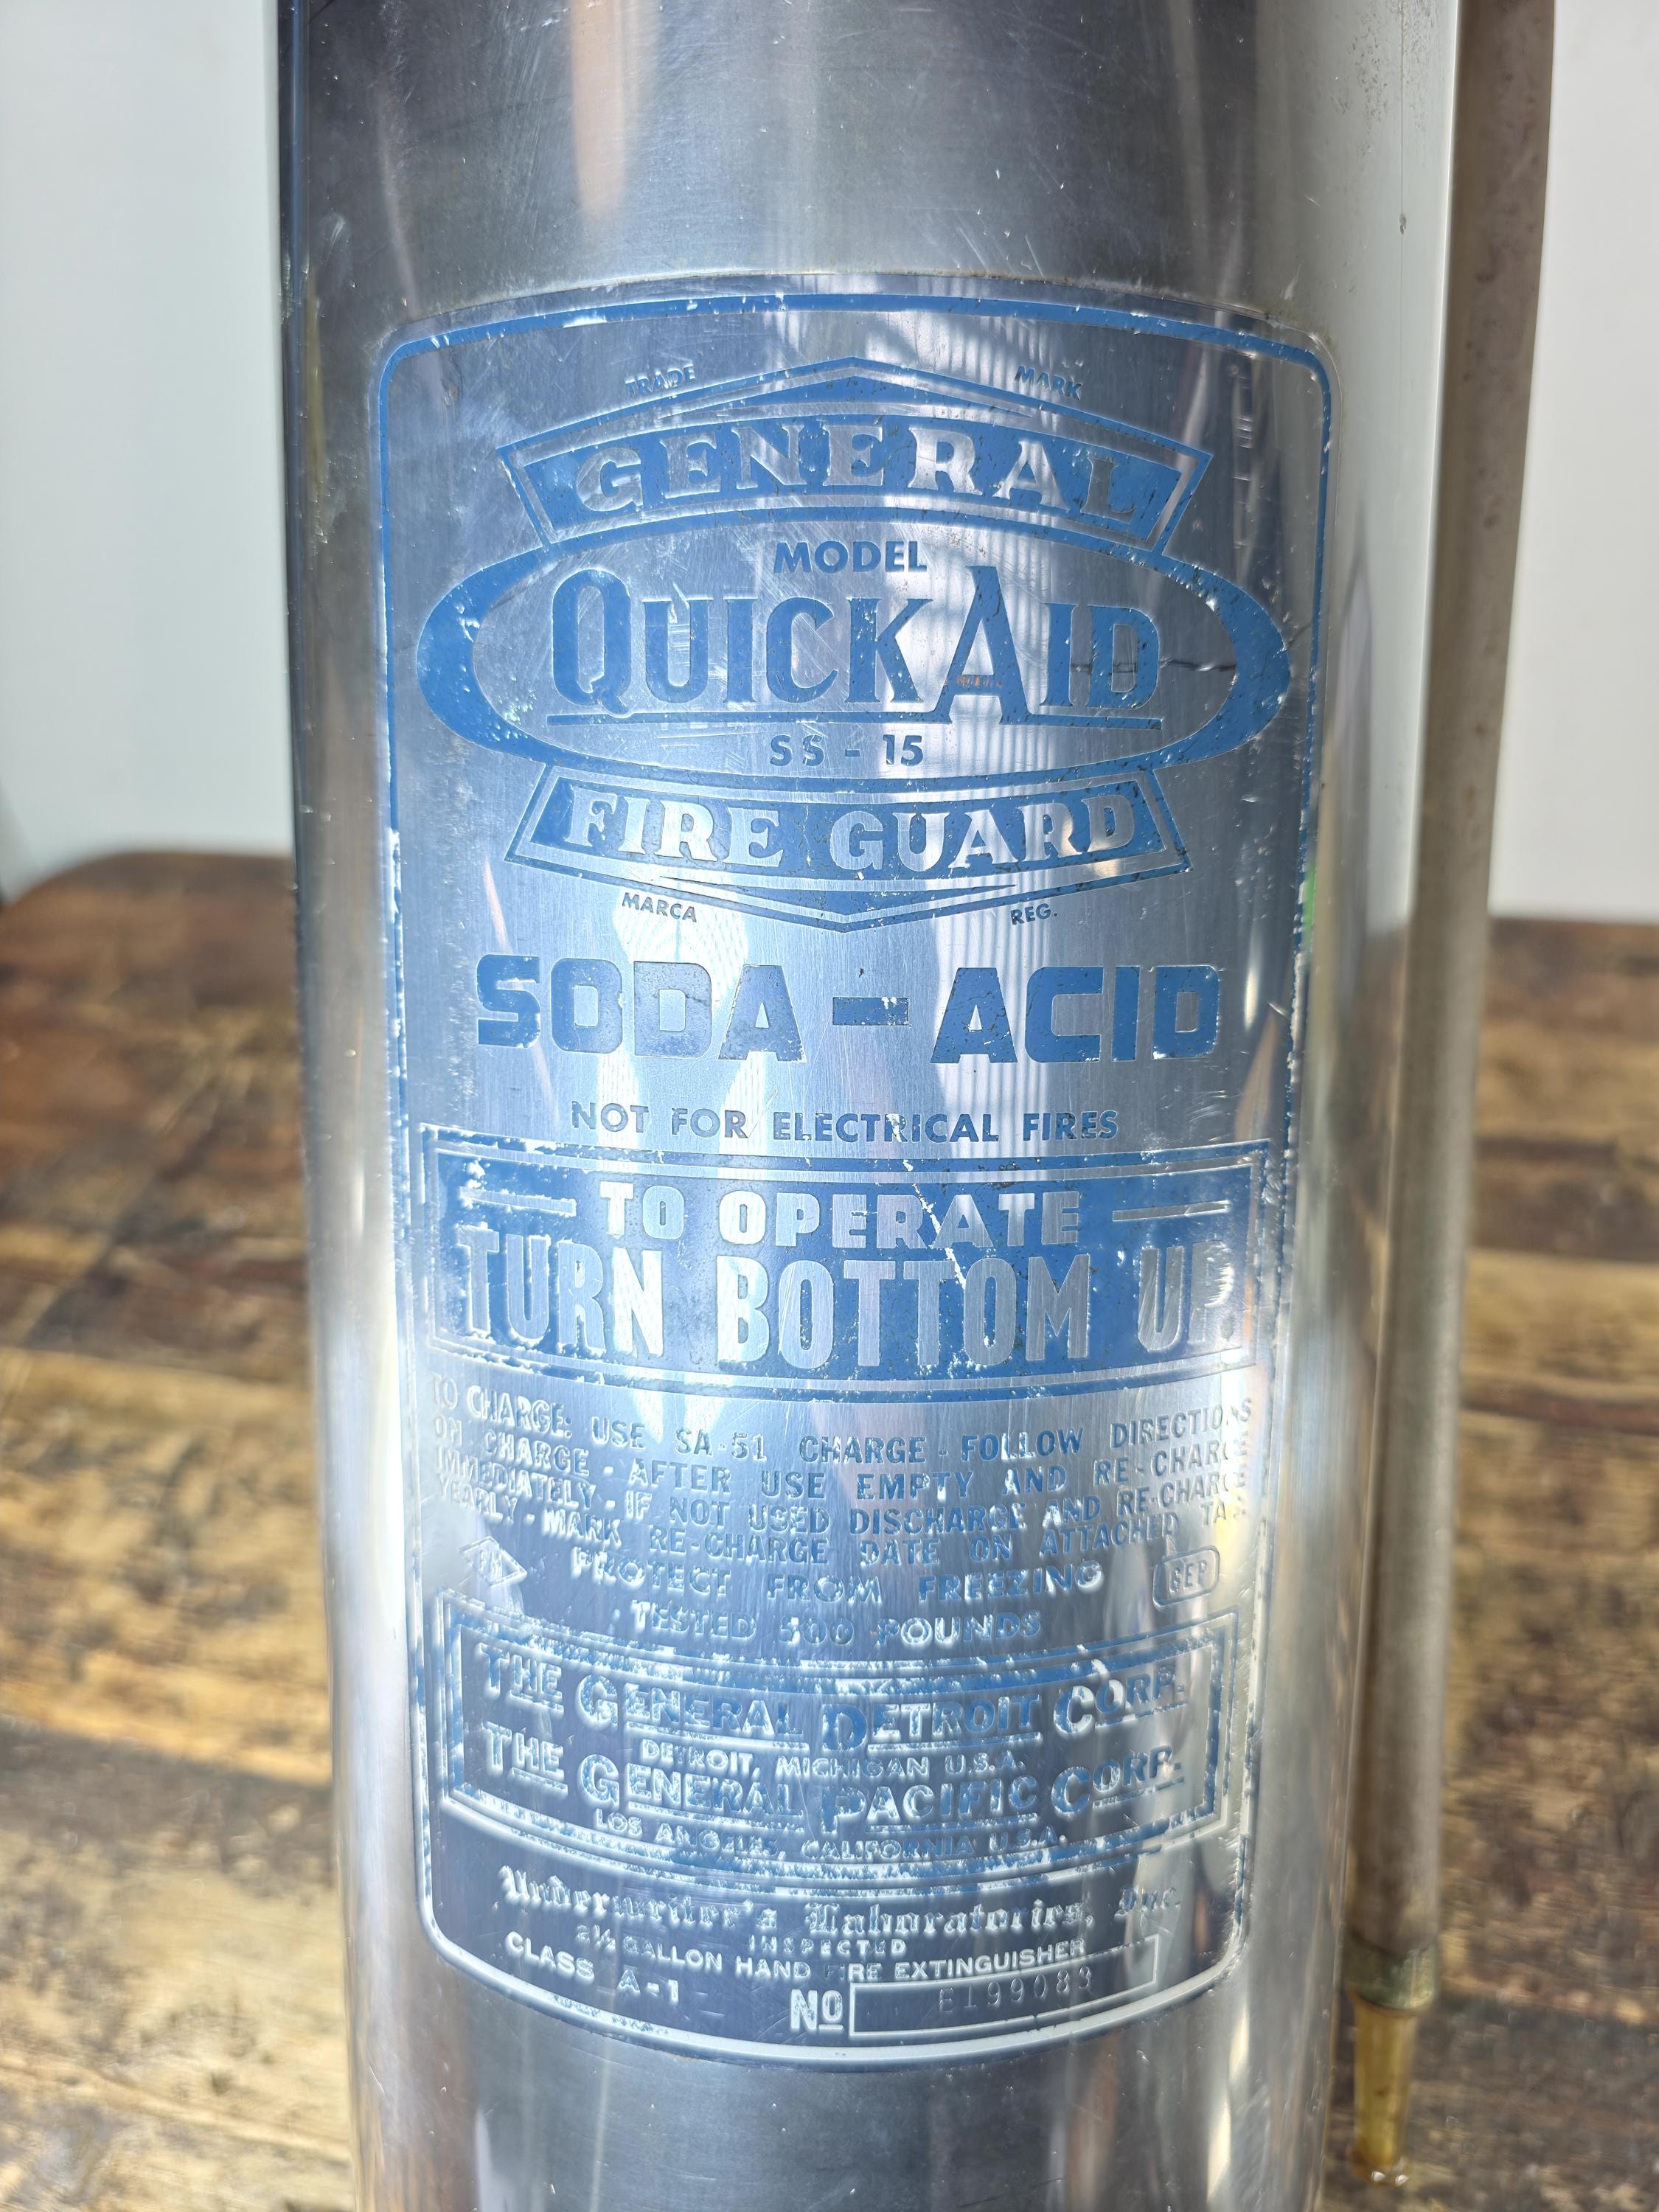 TRADE MARK
GENERAL
MODEL
QUICKAID
SS-15
FIRE GUARD
MARCA REG.
SODA-ACID
NOT FOR ELECTRICAL FIRES
TO OPERATE
TURN BOTTOM UP
TO CHARGE: USE SA-51 CHARGE - FOLLOW DIRECTIONS
ON CHARGE - AFTER USE EMPTY AND RE-CHARGE
IMMEDIATELY - IF NOT USED DISCHARGE AND RE-CHARGE
YEARLY - MARK RE-CHARGE DATE ON ATTACHED TAG
FM PROTECT FROM FREEZING
TESTED 500 POUNDS
THE GENERAL DETROIT CORP.
DETROIT, MICHIGAN U.S.A.
THE GENERAL PACIFIC CORP.
LOS ANGELES, CALIFORNIA U.S.A.
Underwriter's Laboratories, Inc.
INSPECTED
2½ GALLON HAND FIRE EXTINGUISHER
CLASS A-1
No E199083